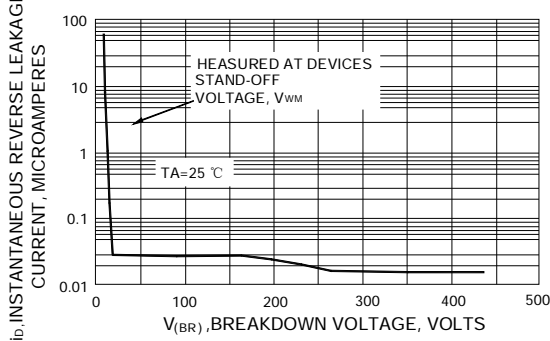 iD,INSTANTANEOUS REVERSE LEAKAGE
CURRENT, MICROAMPERES
100
10
1
0.1
0.01
HEASURED AT DEVICES
STAND-OFF
VOLTAGE, VWM
TA=25 ℃
0 100 200 300 400 500
V(BR) ,BREAKDOWN VOLTAGE, VOLTS